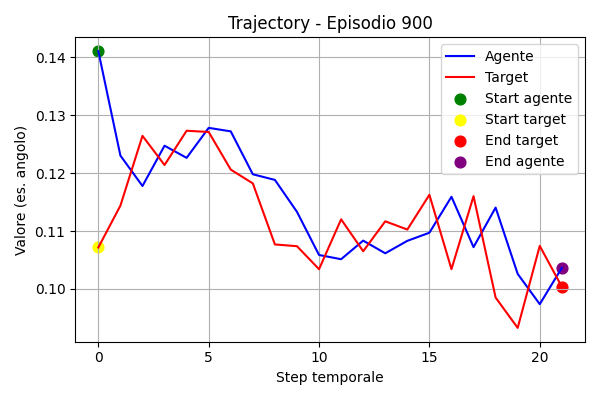 Trajectory - Episodio 900
Valore (es. angolo)
0.14
0.13
0.12
0.11
0.10
Agente
Target
Start agente
Start target
End target
End agente
0 5 10 15 20
Step temporale